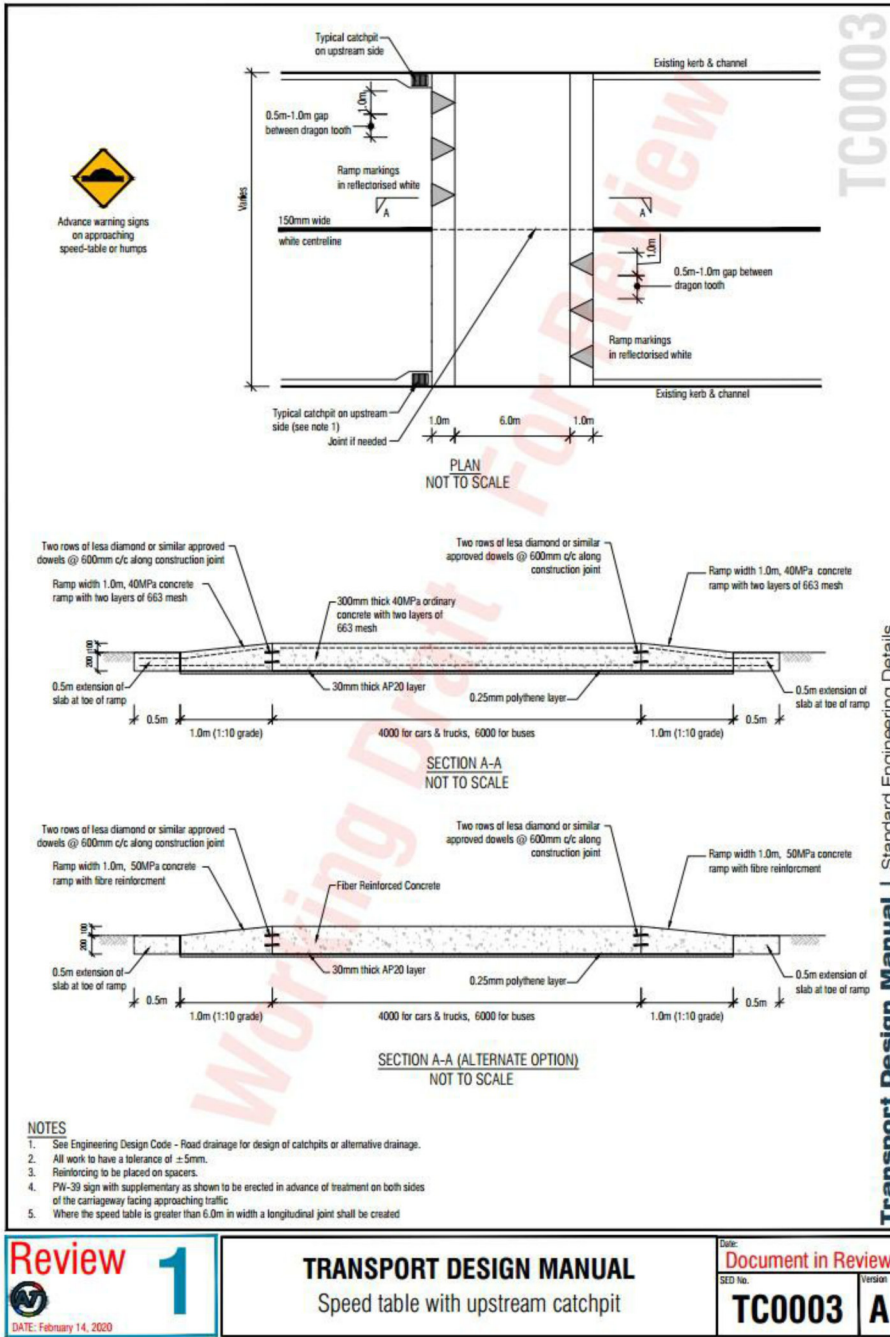 TC0003
Typical catchpit
on upstream side
Existing kerb & channel
1.0m
0.5m-1.0m gap
between dragon tooth
Ramp markings
in reflectorised white
A
A
Varies
150mm wide
white centreline
Advance warning signs
on approaching
speed-table or humps
1.0m
0.5m-1.0m gap between
dragon tooth
Ramp markings
in reflectorised white
Existing kerb & channel
Typical catchpit on upstream
side (see note 1)
Joint if needed
1.0m
6.0m
1.0m
PLAN
NOT TO SCALE
Two rows of lesa diamond or similar approved
dowels @ 600mm c/c along construction joint
Ramp width 1.0m, 40MPa concrete
ramp with two layers of 663 mesh
300mm thick 40MPa ordinary
concrete with two layers of
663 mesh
Two rows of lesa diamond or similar
approved dowels @ 600mm c/c along
construction joint
Ramp width 1.0m, 40MPa concrete
ramp with two layers of 663 mesh
100
200
0.5m extension of
slab at toe of ramp
30mm thick AP20 layer
0.25mm polythene layer
0.5m extension of
slab at toe of ramp
0.5m
1.0m (1:10 grade)
4000 for cars & trucks, 6000 for buses
1.0m (1:10 grade)
0.5m
SECTION A-A
NOT TO SCALE
Two rows of lesa diamond or similar approved
dowels @ 600mm c/c along construction joint
Ramp width 1.0m, 50MPa concrete
ramp with fibre reinforcment
Fiber Reinforced Concrete
Two rows of lesa diamond or similar
approved dowels @ 600mm c/c along
construction joint
Ramp width 1.0m, 50MPa concrete
ramp with fibre reinforcment
100
200
0.5m extension of
slab at toe of ramp
30mm thick AP20 layer
0.25mm polythene layer
0.5m extension of
slab at toe of ramp
0.5m
1.0m (1:10 grade)
4000 for cars & trucks, 6000 for buses
1.0m (1:10 grade)
0.5m
SECTION A-A (ALTERNATE OPTION)
NOT TO SCALE
Working Draft - For Review
Transport Design Manual | Standard Engineering Details
NOTES
1. See Engineering Design Code - Road drainage for design of catchpits or alternative drainage.
2. All work to have a tolerance of ±5mm.
3. Reinforcing to be placed on spacers.
4. PW-39 sign with supplementary as shown to be erected in advance of treatment on both sides
of the carriageway facing approaching traffic
5. Where the speed table is greater than 6.0m in width a longitudinal joint shall be created
Review 1
AT
DATE: February 14, 2020
TRANSPORT DESIGN MANUAL
Speed table with upstream catchpit
Date:
Document in Review
SED No.
TC0003
Version
A